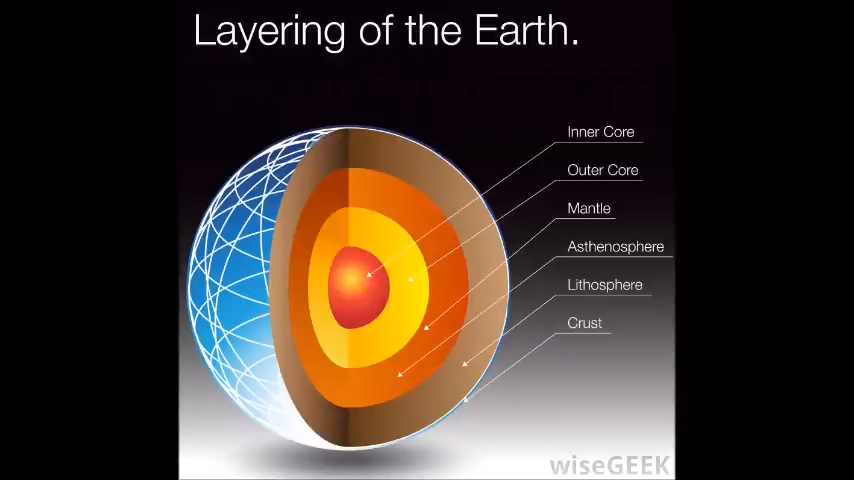 Layering of the Earth.
Inner Core
Outer Core
Mantle
Asthenosphere
Lithosphere
Crust
wiseGEEK